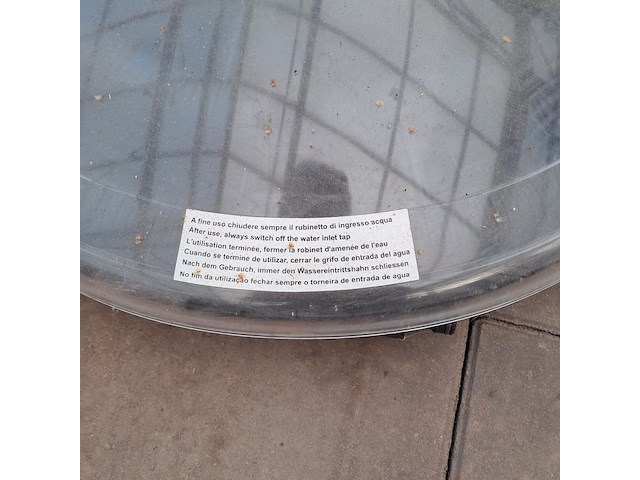 A fine uso chiudere sempre il rubinetto di ingresso acqua
After use, always switch off the water inlet tap
L'utilisation terminée, fermer la robinet d'amenée de l'eau
Cuando se termine de utilizar, cerrar le grifo de entrada del agua
Nach dem Gebrauch, immer den Wassereintrittshahn schliessen
No fim da utilização fechar sempre o torneira de entrada de agua